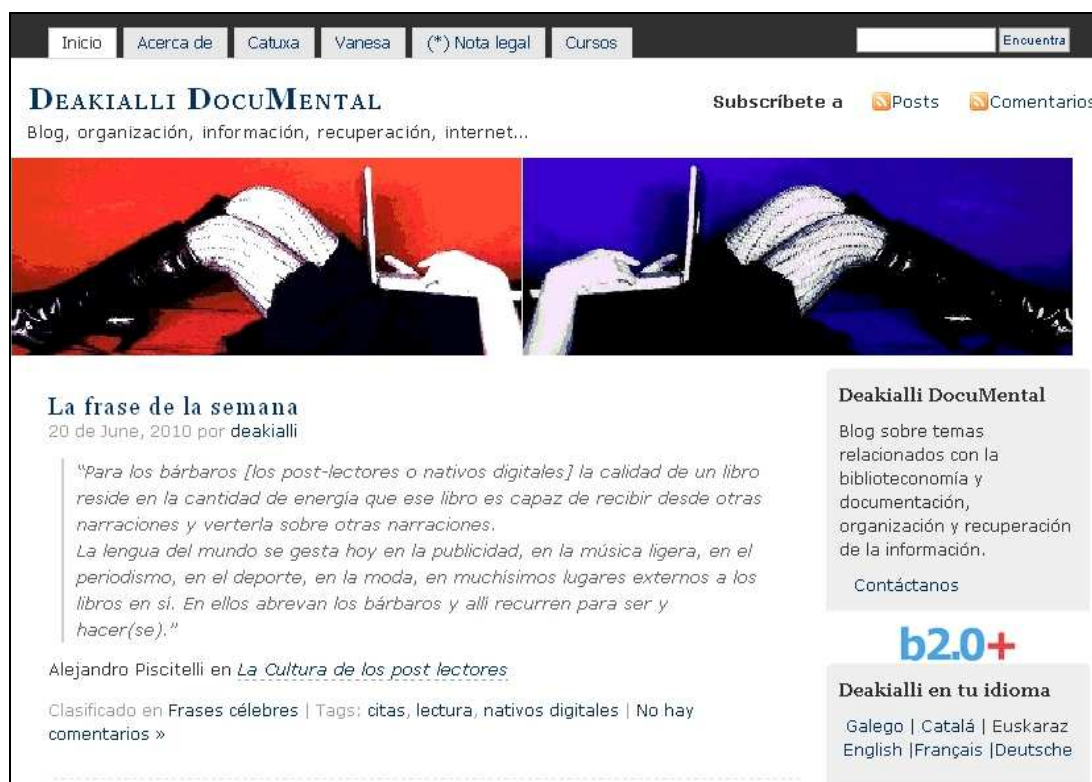 Inicio Acerca de Catuxa Vanesa (*) Nota legal Cursos Encuentra
DEAKIALLI DOCUMENTAL
Subscríbete a Posts Comentarios
Blog, organización, información, recuperación, internet...
La frase de la semana
20 de June, 2010 por deakialli
"Para los bárbaros [los post-lectores o nativos digitales] la calidad de un libro
reside en la cantidad de energía que ese libro es capaz de recibir desde otras
narraciones y verterla sobre otras narraciones.
La lengua del mundo se gesta hoy en la publicidad, en la música ligera, en el
periodismo, en el deporte, en la moda, en muchísimos lugares externos a los
libros en sí. En ellos abrevan los bárbaros y alli recurren para ser y
hacer(se)."
Alejandro Piscitelli en La Cultura de los post lectores
Clasificado en Frases célebres | Tags: citas, lectura, nativos digitales | No hay
comentarios »
Deakialli DocuMental
Blog sobre temas
relacionados con la
biblioteconomía y
documentación,
organización y recuperación
de la información.
Contáctanos
b2.0+
Deakialli en tu idioma
Galego | Catalá | Euskaraz
English |Français |Deutsche